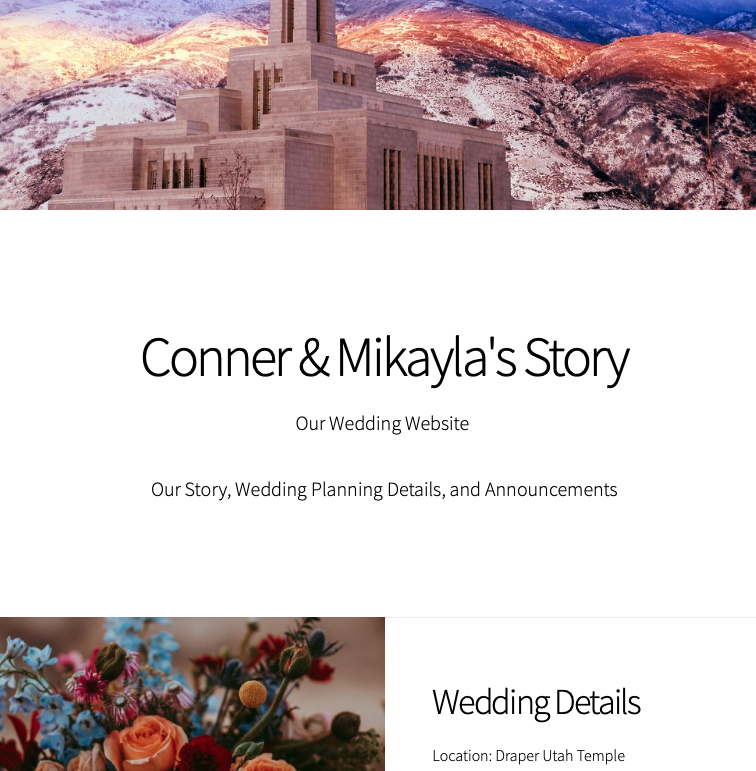 Conner & Mikayla's Story
Our Wedding Website
Our Story, Wedding Planning Details, and Announcements
Wedding Details
Location: Draper Utah Temple